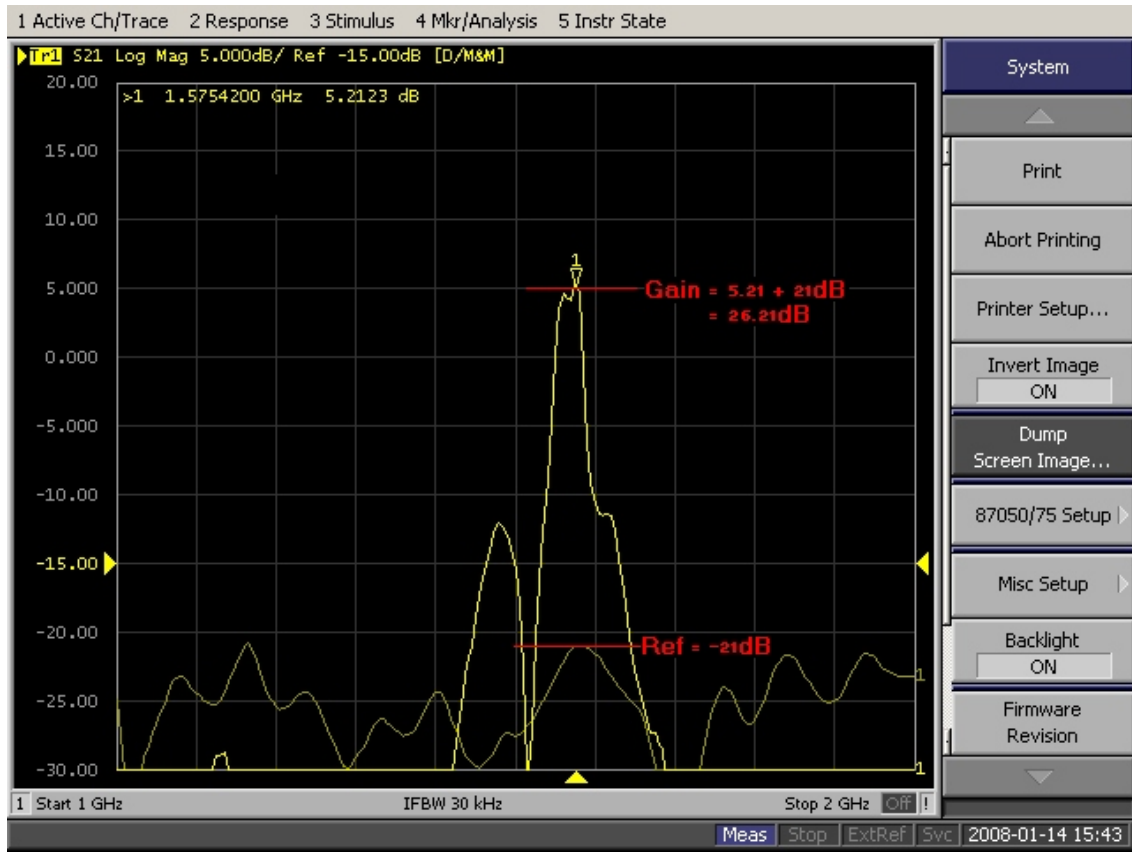 1 Active Ch/Trace 2 Response 3 Stimulus 4 Mkr/Analysis 5 Instr State
Tr1 S21 Log Mag 5.000dB/ Ref -15.00dB [D/M&M]
20.00
>1 1.5754200 GHz 5.2123 dB
15.00
10.00
5.000
0.000
-5.000
-10.00
-15.00
-20.00
-25.00
-30.00
1
Gain = 5.21 + 21dB
= 26.21dB
Ref = -21dB
1
1
1 Start 1 GHz IFBW 30 kHz Stop 2 GHz Off !
System
Print
Abort Printing
Printer Setup...
Invert Image
ON
Dump
Screen Image...
87050/75 Setup
Misc Setup
Backlight
ON
Firmware
Revision
Meas Stop ExtRef Svc 2008-01-14 15:43